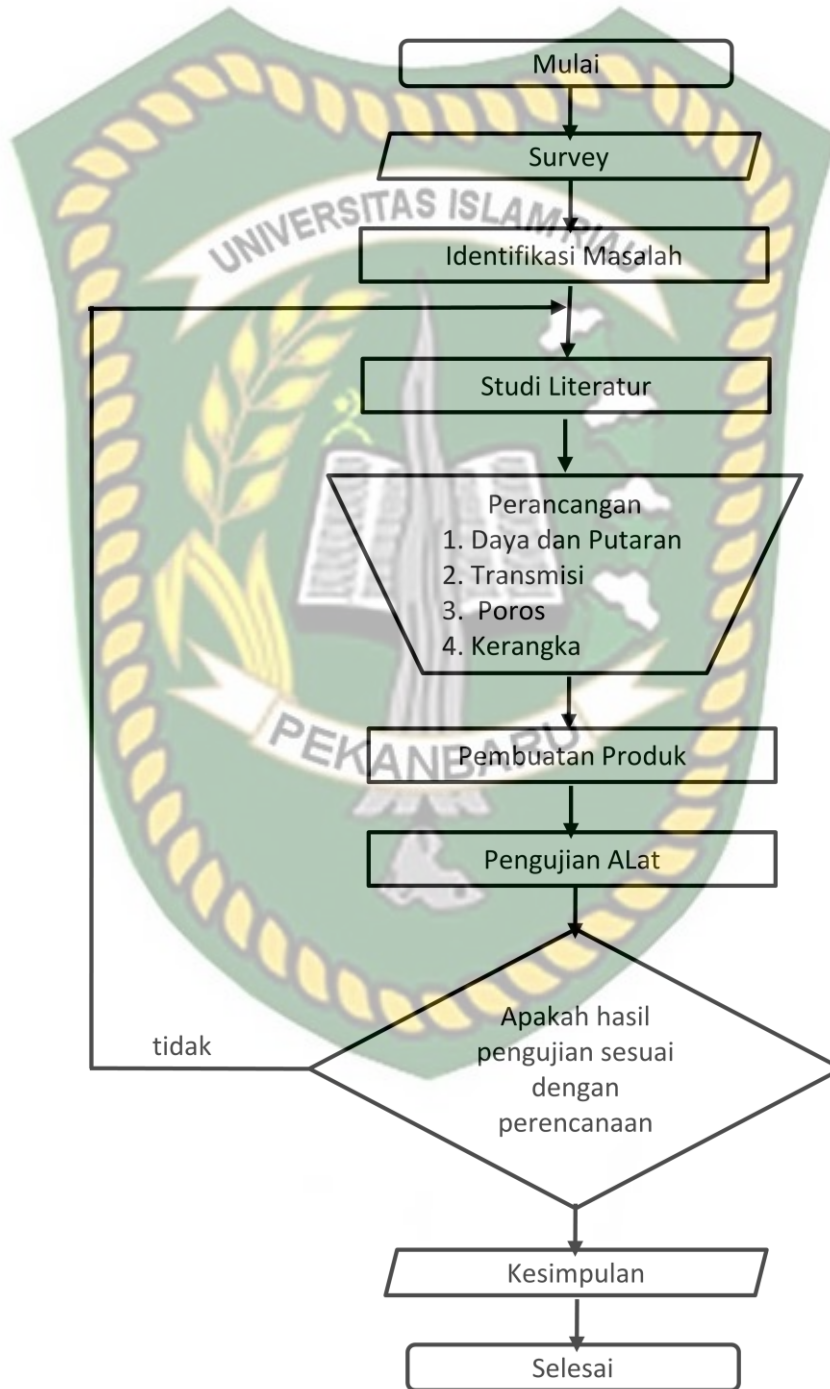 Mulai
Survey
UNIVERSITAS ISLAM RIAU
Identifikasi Masalah
Studi Literatur
Perancangan
1. Daya dan Putaran
2. Transmisi
3. Poros
4. Kerangka
PEKANBARU
Pembuatan Produk
Pengujian ALat
Apakah hasil
pengujian sesuai
dengan
perencanaan
tidak
Kesimpulan
Selesai